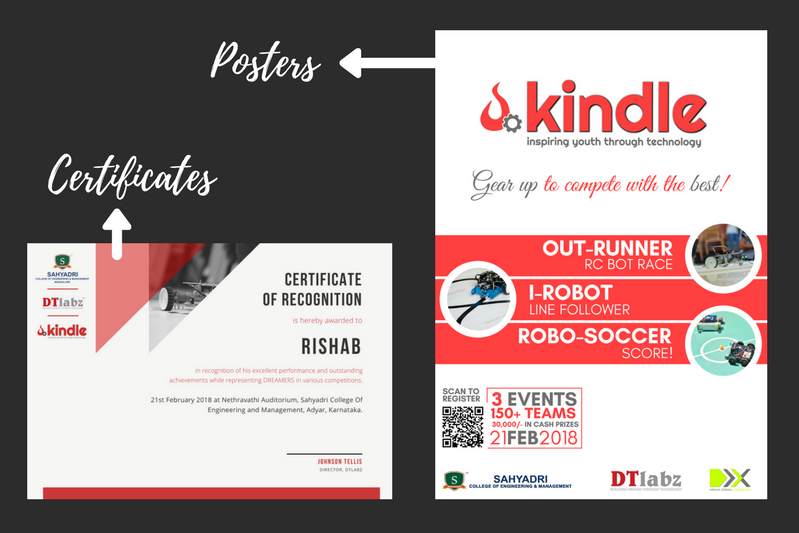 Posters
Certificates
SAHYADRI
COLLEGE OF ENGINEERING & MANAGEMENT
DTlabz
kindle
CERTIFICATE
OF RECOGNITION
is hereby awarded to
RISHAB
In recognition of his excellent performance and outstanding
achievements while representing DREAMERS in various competitions.
21st February 2018 at Nethravathi Auditorium, Sahyadri College Of
Engineering and Management, Adyar, Karnataka.
JOHNSON TELLIS
DIRECTOR, DTLABZ
kindle
inspiring youth through technology
Gear up to compete with the best!
OUT-RUNNER
RC BOT RACE
I-ROBOT
LINE FOLLOWER
ROBO-SOCCER
SCORE!
SCAN TO
REGISTER
3 EVENTS
150+ TEAMS
30,000/- IN CASH PRIZES
21FEB2018
S
SAHYADRI
COLLEGE OF ENGINEERING & MANAGEMENT
DTlabz